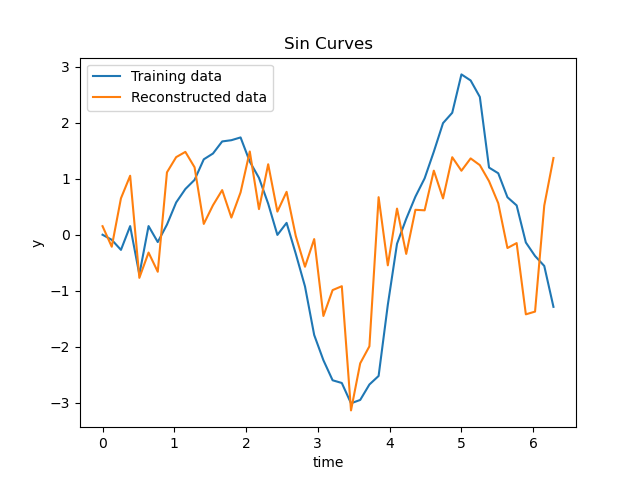 Sin Curves
Training data
Reconstructed data
3
2
1
0
−1
−2
−3
y
0 1 2 3 4 5 6
time